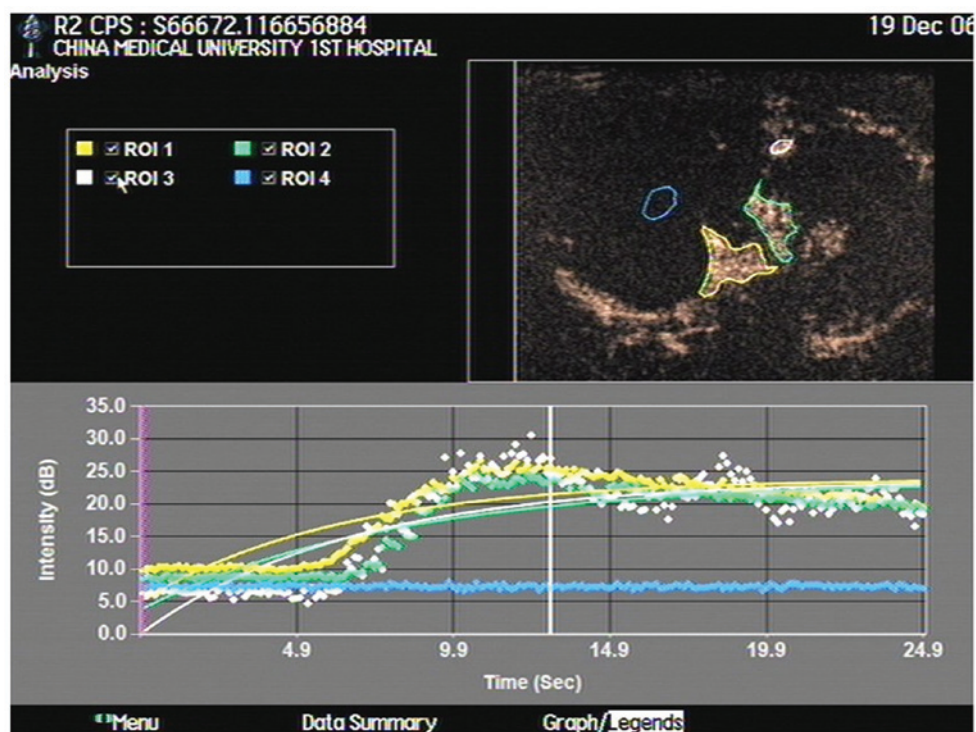 R2 CPS : S66672.116656884 19 Dec 06
CHINA MEDICAL UNIVERSITY 1ST HOSPITAL
Analysis
ROI 1 ROI 2
ROI 3 ROI 4
35.0
30.0
25.0
20.0
15.0
10.0
5.0
0.0
Intensity (dB)
4.9 9.9 14.9 19.9 24.9
Time (Sec)
Menu Data Summary Graph/Legends